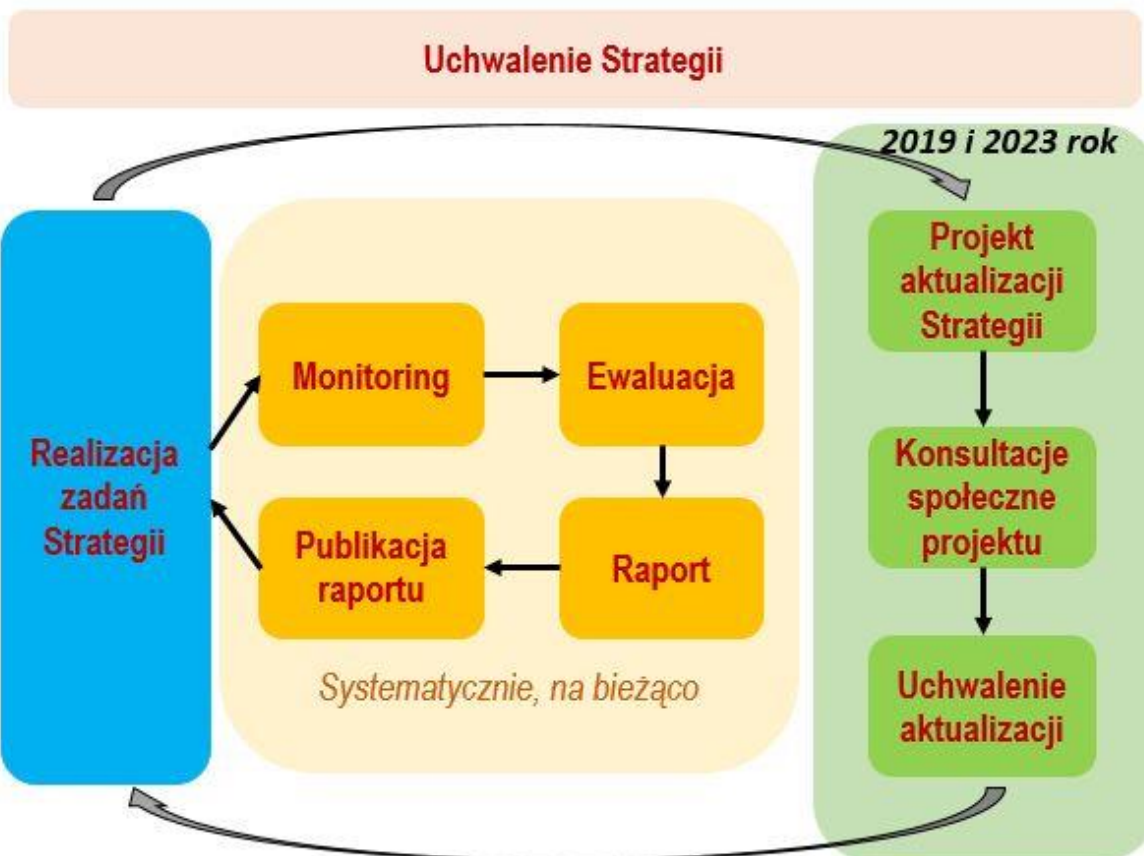 Uchwalenie Strategii
2019 i 2023 rok
Realizacja
zadań
Strategii
Monitoring
Ewaluacja
Publikacja
raportu
Raport
Systematycznie, na bieżąco
Projekt
aktualizacji
Strategii
Konsultacje
społeczne
projektu
Uchwalenie
aktualizacji